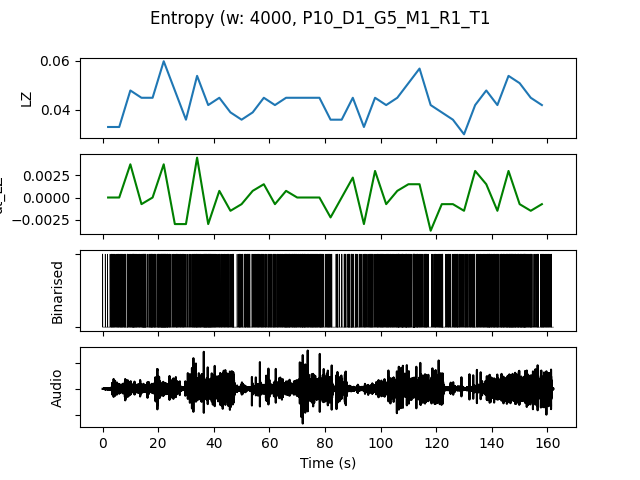 Entropy (w: 4000, P10_D1_G5_M1_R1_T1
0.06
0.04
LZ
0.0025
0.0000
−0.0025
Binarised
Audio
0 20 40 60 80 100 120 140 160
Time (s)